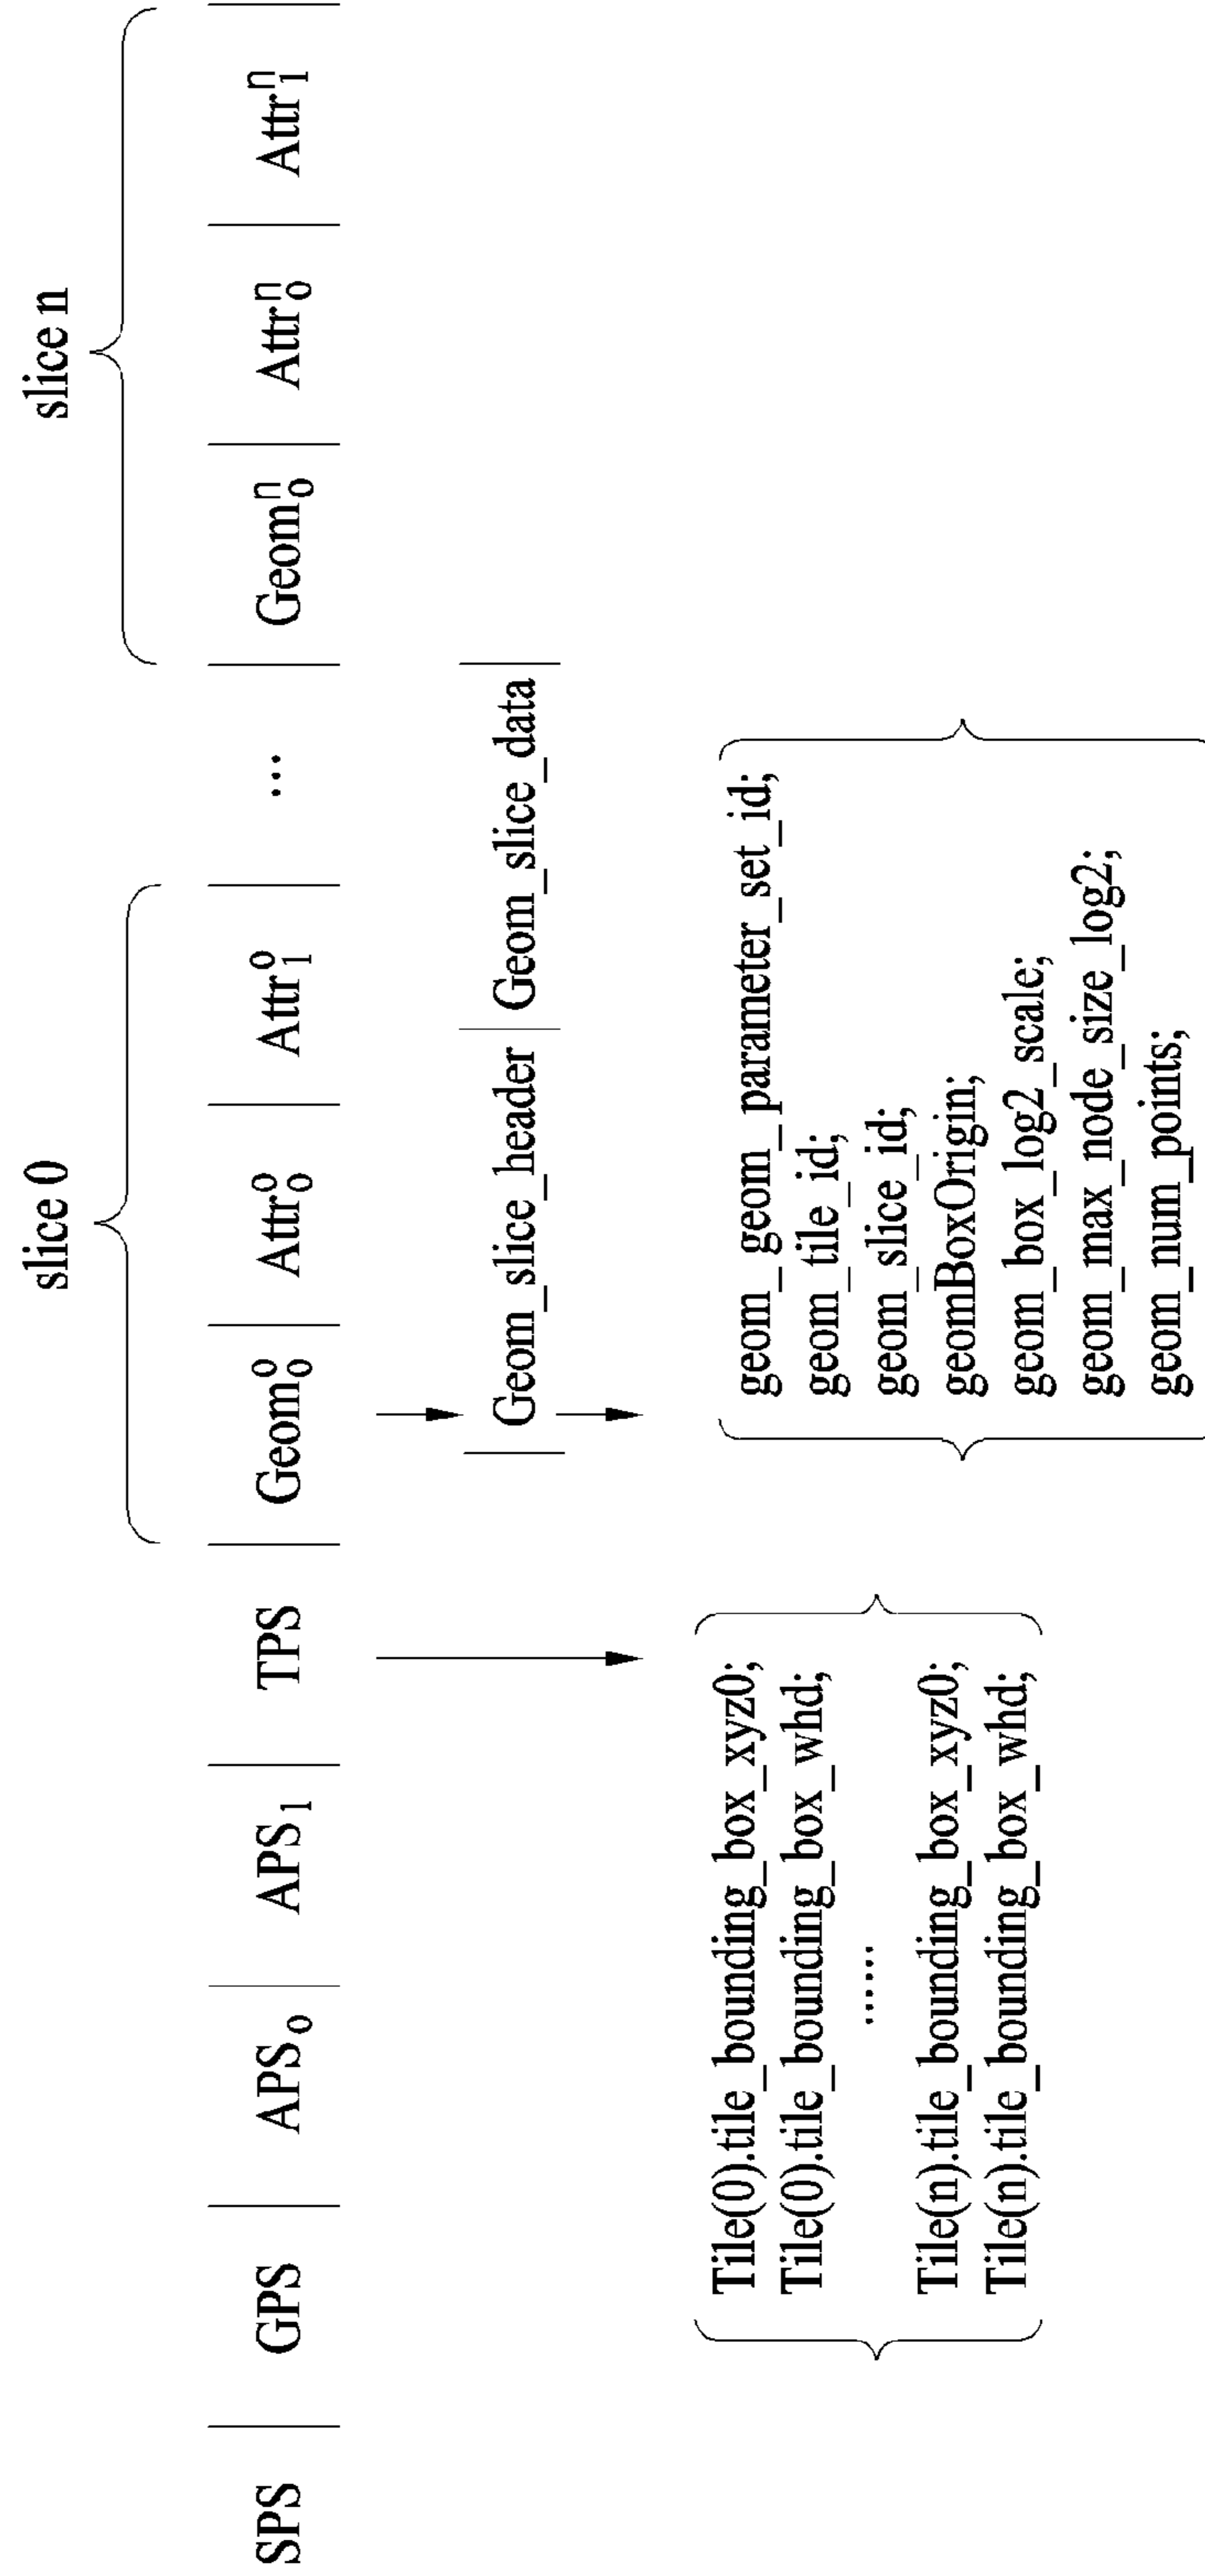 slice 0
slice n
SPS | GPS | APS₀ | APS₁ | TPS | Geom₀⁰ | Attr₀⁰ | Attr₁⁰ | ... | Geom₀ⁿ | Attr₀ⁿ | Attr₁ⁿ
Geom_slice_header | Geom_slice_data
Tile(0).tile_bounding_box_xyz0;
Tile(0).tile_bounding_box_whd;
......
Tile(n).tile_bounding_box_xyz0;
Tile(n).tile_bounding_box_whd;
geom_geom_parameter_set_id;
geom_tile_id;
geom_slice_id;
geomBoxOrigin;
geom_box_log2_scale;
geom_max_node_size_log2;
geom_num_points;